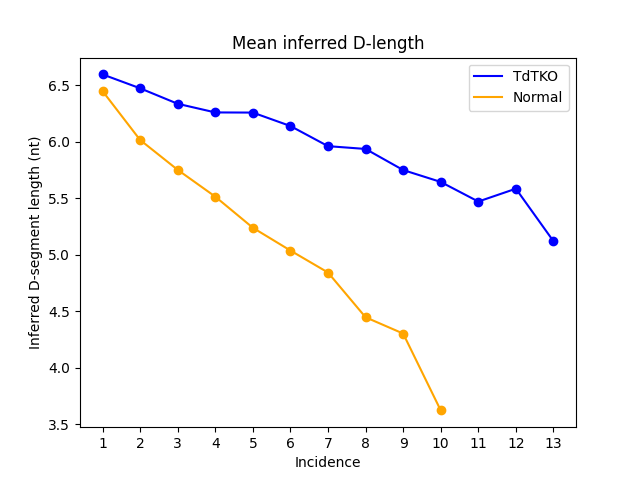 Mean inferred D-length
TdTKO
Normal
Inferred D-segment length (nt)
6.5
6.0
5.5
5.0
4.5
4.0
3.5
1 2 3 4 5 6 7 8 9 10 11 12 13
Incidence